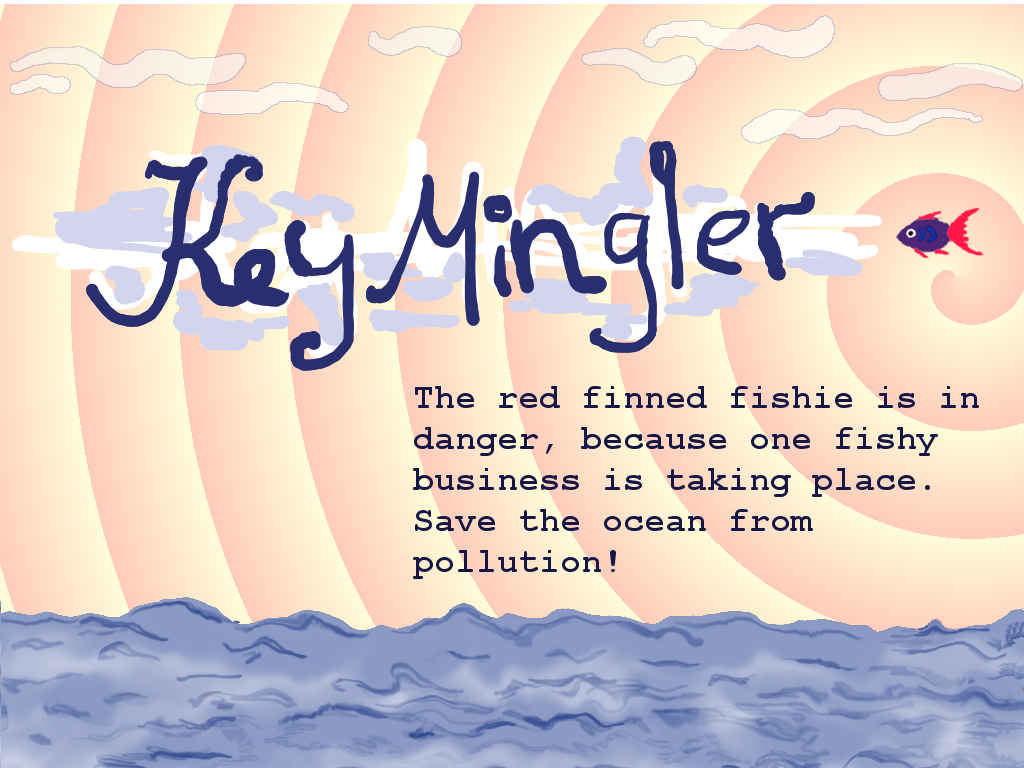 Key Mingler
The red finned fishie is in
danger, because one fishy
business is taking place.
Save the ocean from
pollution!